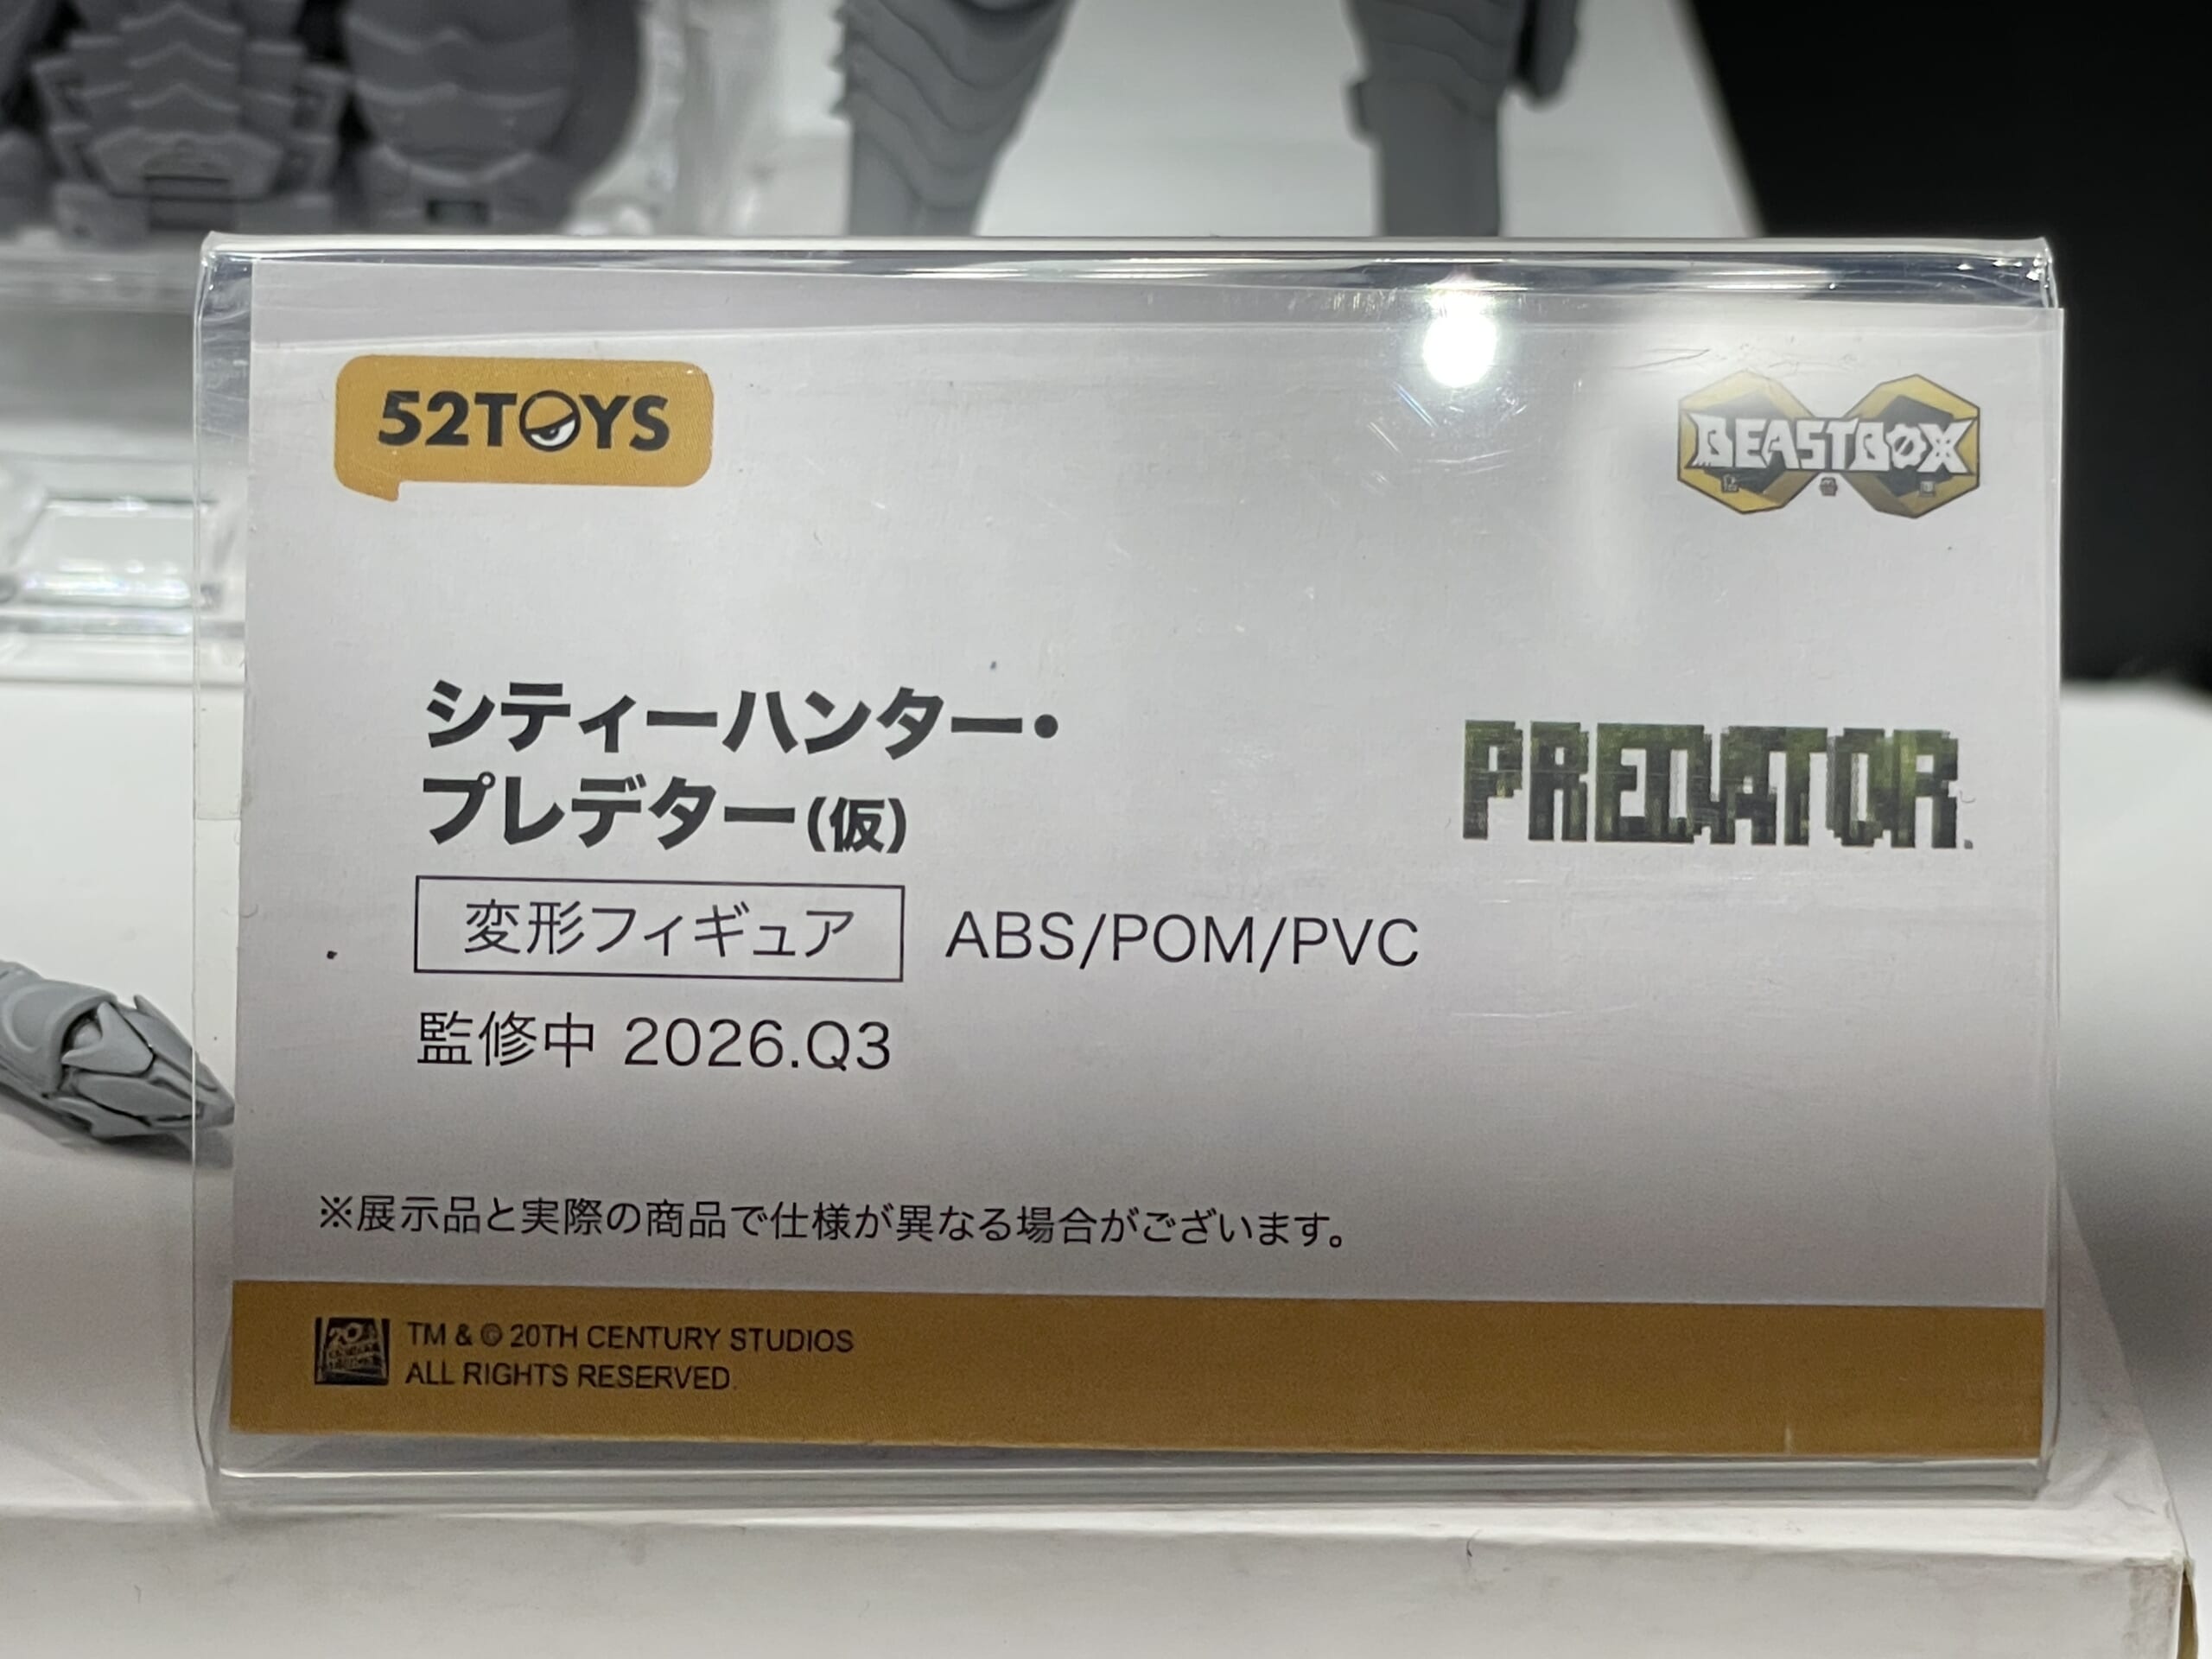 52TOYS
BEASTBOX
シティーハンター・
プレデター(仮)
PREDATOR
変形フィギュア ABS/POM/PVC
監修中 2026.Q3
※展示品と実際の商品で仕様が異なる場合がございます。
TM & © 20TH CENTURY STUDIOS
ALL RIGHTS RESERVED.